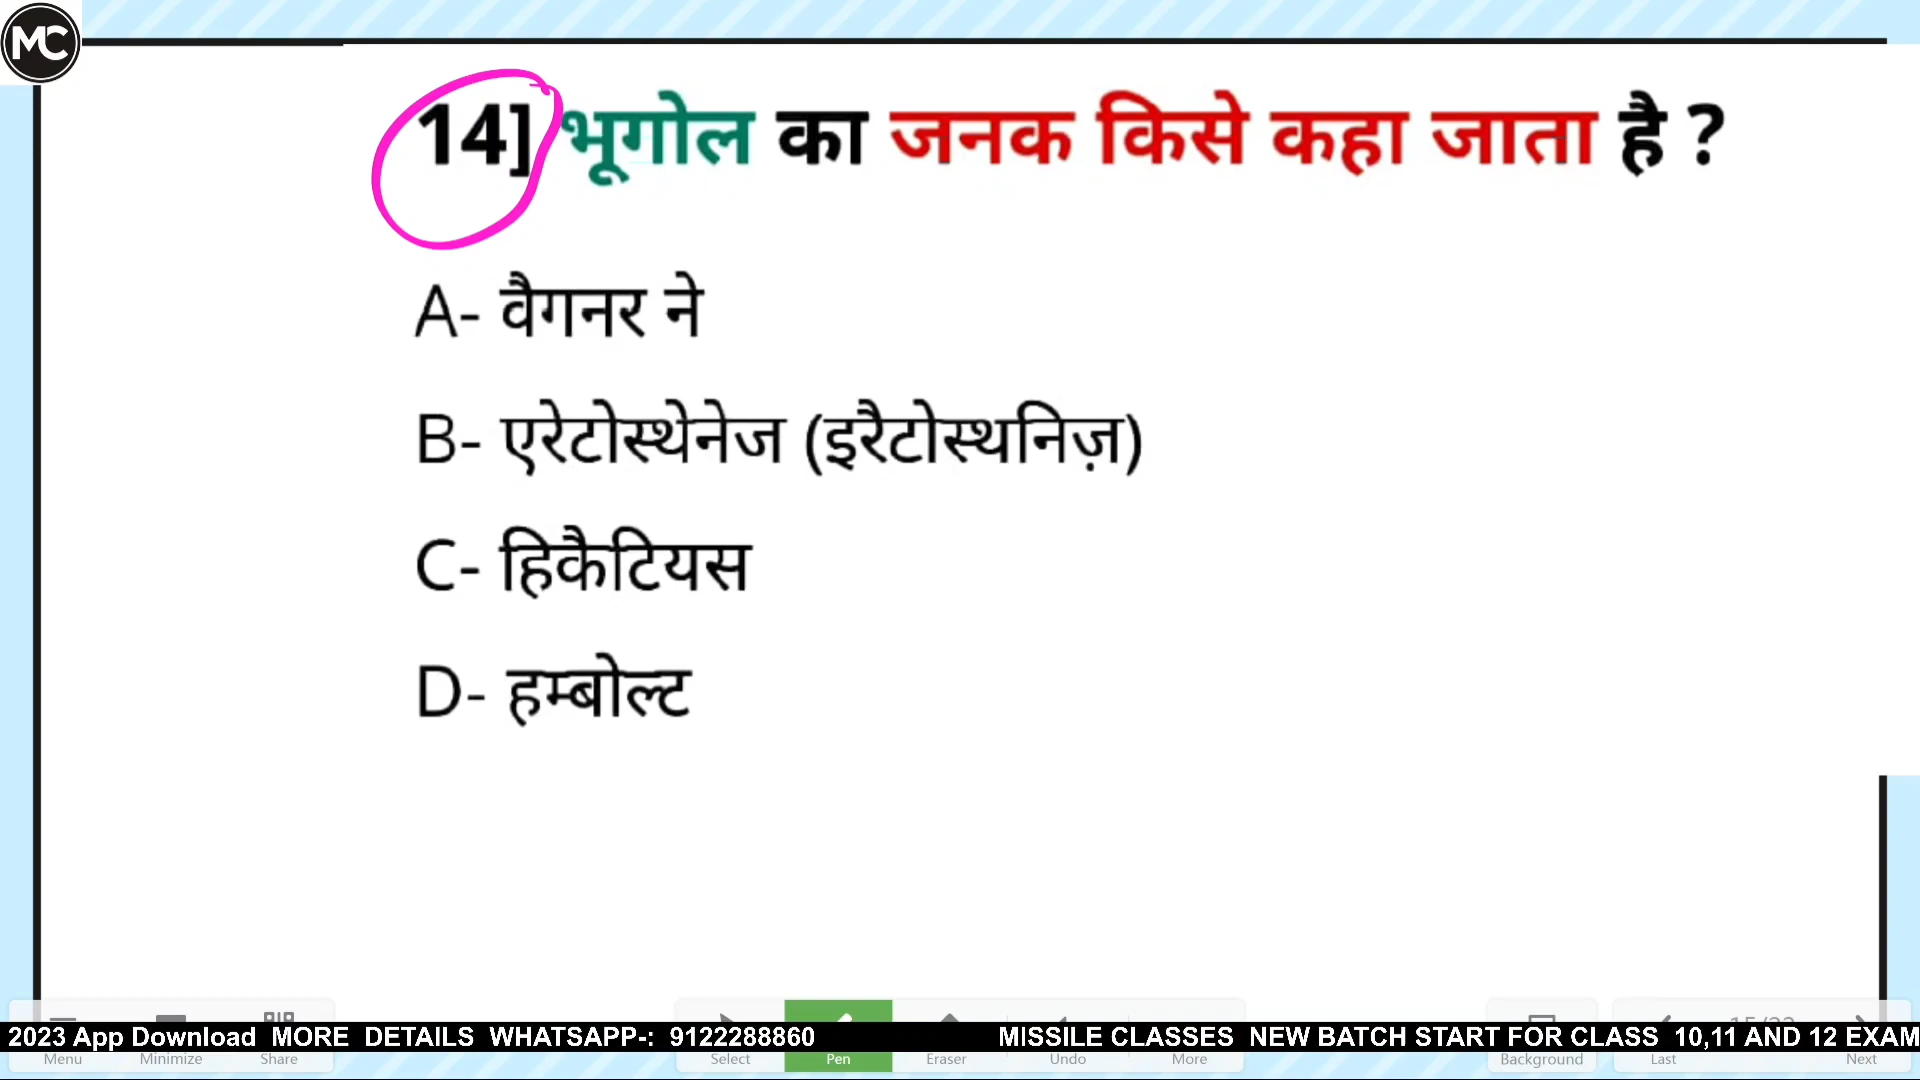 MC
14] भूगोल का जनक किसे कहा जाता है ?
A- वैगनर ने
B- एरेटोस्थेनेज (इरैटोस्थनिज़)
C- हिकैटियस
D- हम्बोल्ट
2023 App Download MORE DETAILS WHATSAPP-: 9122288860 MISSILE CLASSES NEW BATCH START FOR CLASS 10,11 AND 12 EXAM
Menu Minimize Share Select Pen Eraser Undo More Background Last Next